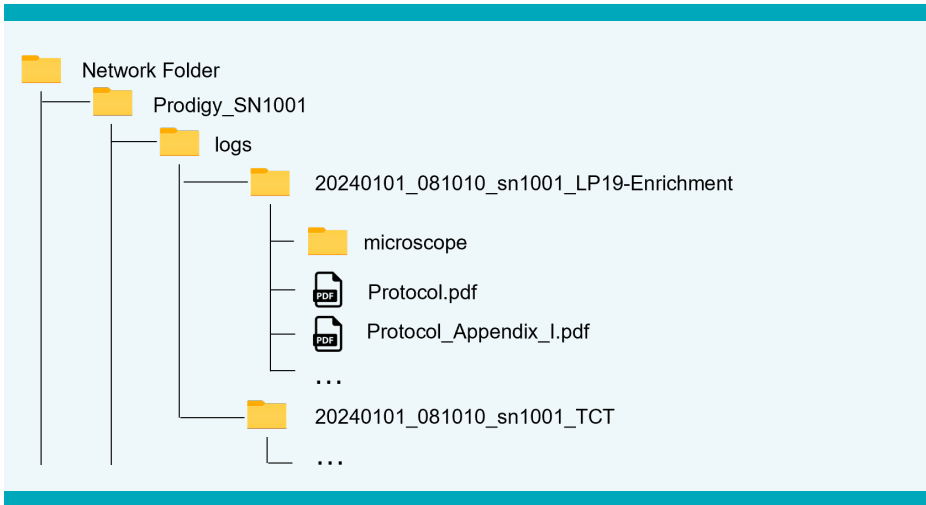 Network Folder
Prodigy_SN1001
logs
20240101_081010_sn1001_LP19-Enrichment
microscope
PDF Protocol.pdf
PDF Protocol_Appendix_I.pdf
...
20240101_081010_sn1001_TCT
...